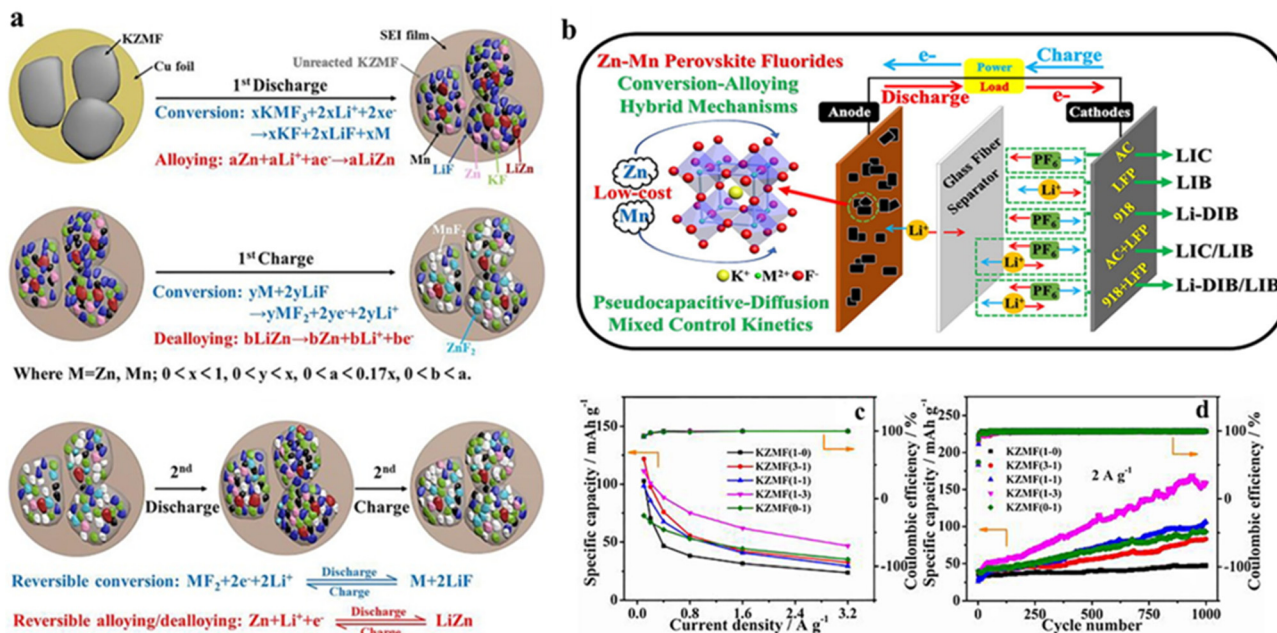 a
KZMF
Cu foil
SEI film
Unreacted KZMF
1st Discharge
Conversion: xKMF₃+2xLi⁺+2xe⁻
→xKF+2xLiF+xM
Alloying: aZn+aLi⁺+ae⁻→aLiZn
Mn
LiF
Zn
KF
LiZn
1st Charge
Conversion: yM+2yLiF
→yMF₂+2ye⁻+2yLi⁺
Dealloying: bLiZn→bZn+bLi⁺+be⁻
MnF₂
ZnF₂
Where M=Zn, Mn; 0<x<1, 0<y<x, 0<a<0.17x, 0<b<a.
2nd
Discharge
2nd
Charge
Reversible conversion: MF₂+2e⁻+2Li⁺ Discharge Charge M+2LiF
Reversible alloying/dealloying: Zn+Li⁺+e⁻ Discharge Charge LiZn
b
Zn-Mn Perovskite Fluorides
Conversion-Alloying
Hybrid Mechanisms
Zn
Low-cost
Mn
K⁺ M²⁺ F⁻
Pseudocapacitive-Diffusion
Mixed Control Kinetics
e-
Power
Charge
Discharge
Load
e-
Anode
Cathodes
Glass Fiber
Separator
Li⁺
PF₆⁻
AC
LIC
Li⁺
LFP
LIB
PF₆⁻
918
Li-DIB
PF₆⁻
Li⁺
AC+LFP
LIC/LIB
PF₆⁻
Li⁺
918+LFP
Li-DIB/LIB
c
Specific capacity / mAh g⁻¹
150
125
100
75
50
25
0
0.0 0.8 1.6 2.4 3.2
Current density / A g⁻¹
100
0
-100
Coulombic efficiency / %
KZMF(1-0)
KZMF(3-1)
KZMF(1-1)
KZMF(1-3)
KZMF(0-1)
d
Specific capacity / mAh g⁻¹
250
200
150
100
50
0
0 250 500 750 1000
Cycle number
100
0
-100
Coulombic efficiency / %
KZMF(1-0)
KZMF(3-1)
KZMF(1-1)
KZMF(1-3)
KZMF(0-1)
2 A g⁻¹